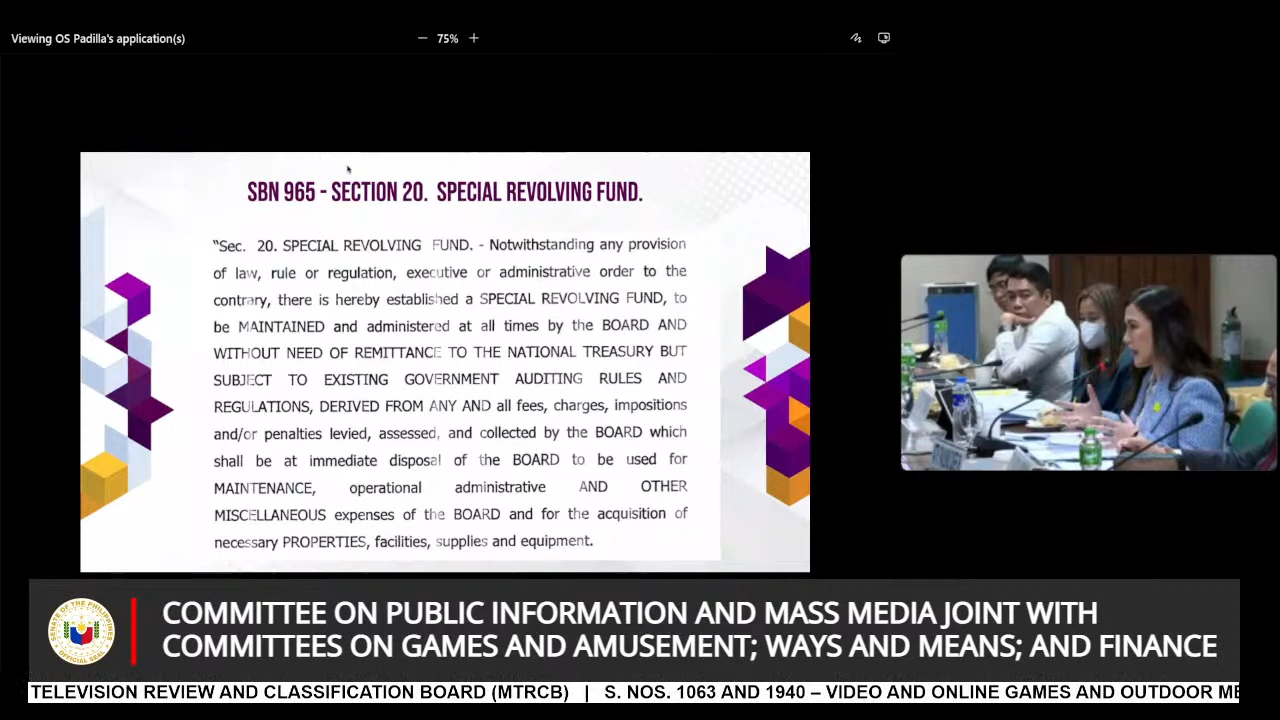 Viewing OS Padilla's application(s)
− 75% +
SBN 965 - SECTION 20. SPECIAL REVOLVING FUND.
"Sec. 20. SPECIAL REVOLVING FUND. - Notwithstanding any provision
of law, rule or regulation, executive or administrative order to the
contrary, there is hereby established a SPECIAL REVOLVING FUND, to
be MAINTAINED and administered at all times by the BOARD AND
WITHOUT NEED OF REMITTANCE TO THE NATIONAL TREASURY BUT
SUBJECT TO EXISTING GOVERNMENT AUDITING RULES AND
REGULATIONS, DERIVED FROM ANY AND all fees, charges, impositions
and/or penalties levied, assessed, and collected by the BOARD which
shall be at immediate disposal of the BOARD to be used for
MAINTENANCE, operational administrative AND OTHER
MISCELLANEOUS expenses of the BOARD and for the acquisition of
necessary PROPERTIES, facilities, supplies and equipment.
SENATE OF THE PHILIPPINES
OFFICIAL SEAL
COMMITTEE ON PUBLIC INFORMATION AND MASS MEDIA JOINT WITH
COMMITTEES ON GAMES AND AMUSEMENT; WAYS AND MEANS; AND FINANCE
TELEVISION REVIEW AND CLASSIFICATION BOARD (MTRCB) | S. NOS. 1063 AND 1940 – VIDEO AND ONLINE GAMES AND OUTDOOR ME